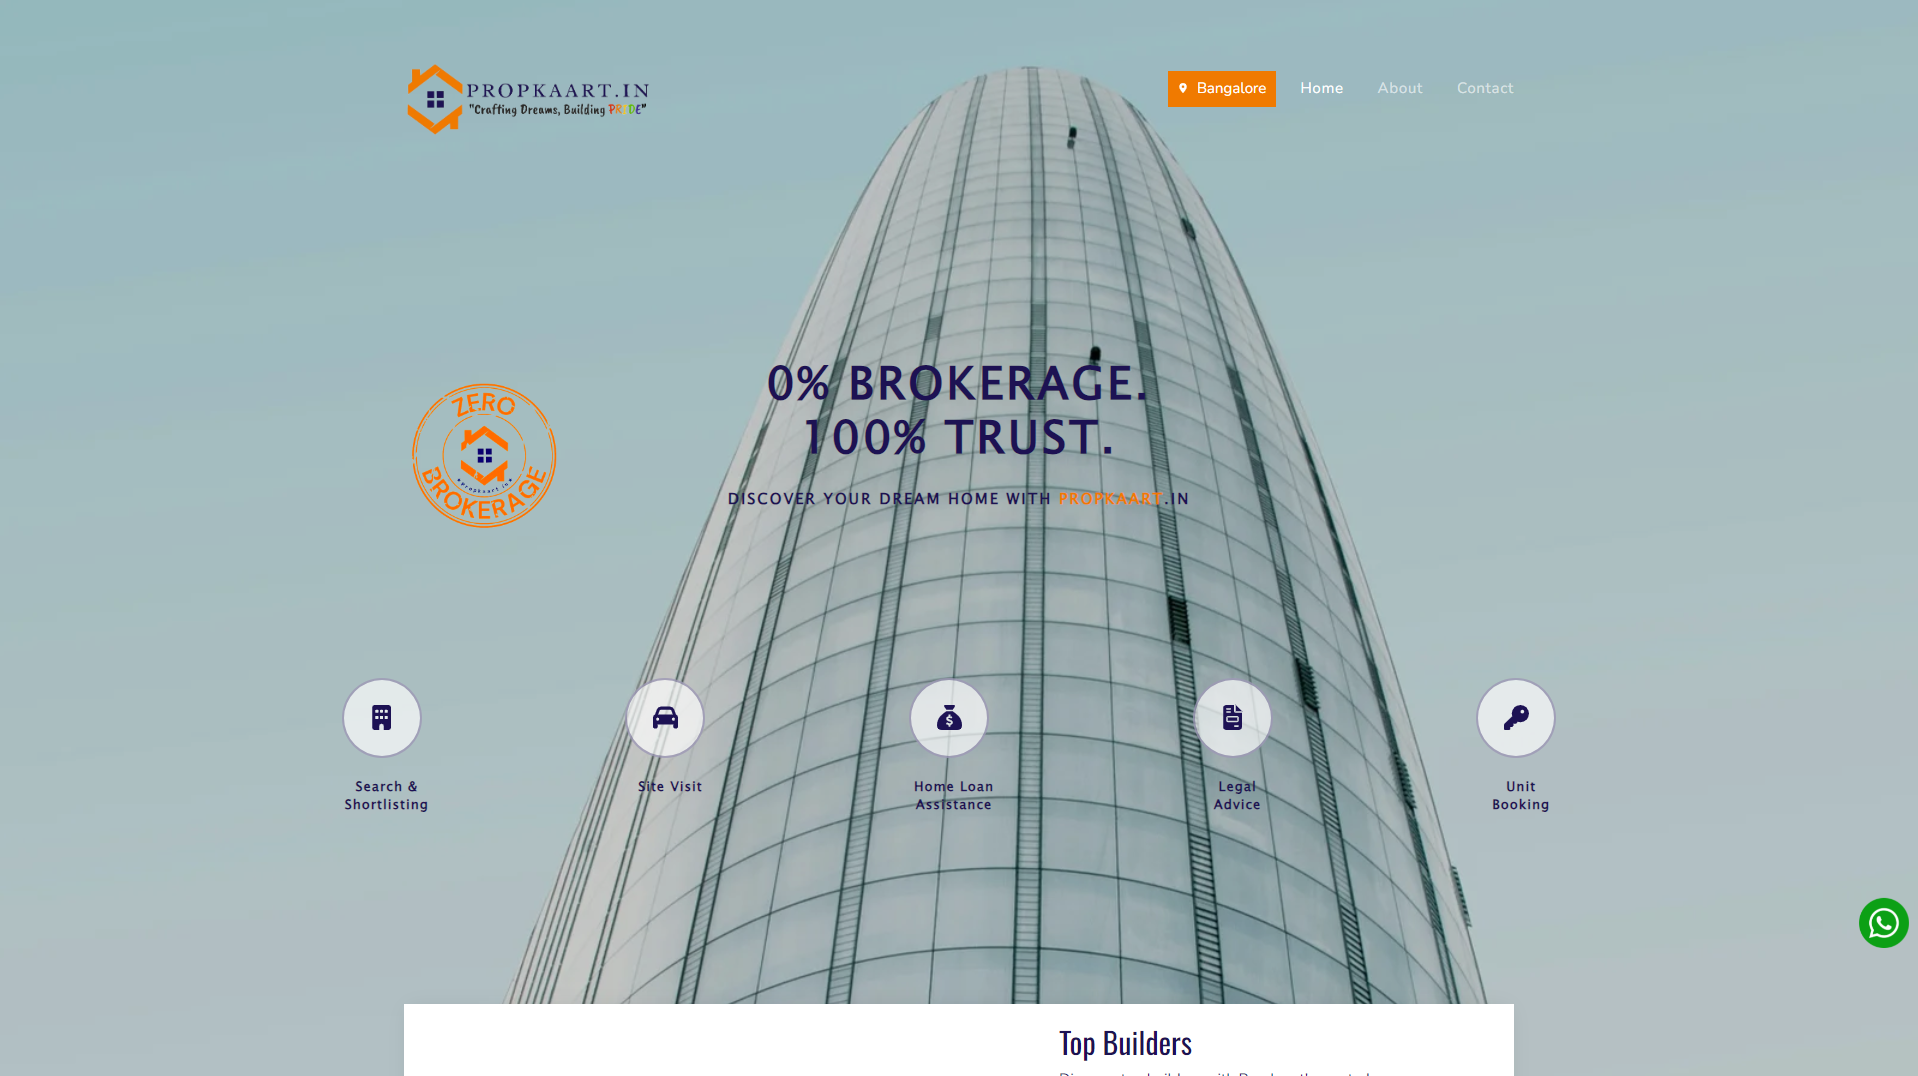 PROPKAART.IN
"Crafting Dreams, Building PRIDE"
Bangalore
Home
About
Contact
0% BROKERAGE.
100% TRUST.
ZERO
propkaart.in
BROKERAGE
DISCOVER YOUR DREAM HOME WITH PROPKAART.IN
Search &
Shortlisting
Site Visit
Home Loan
Assistance
Legal
Advice
Unit
Booking
Top Builders